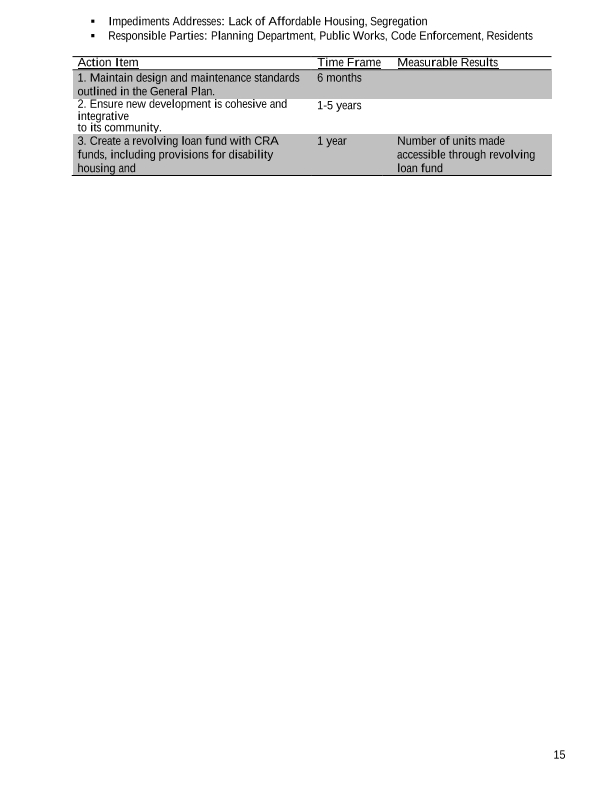 ▪ Impediments Addresses: Lack of Affordable Housing, Segregation
▪ Responsible Parties: Planning Department, Public Works, Code Enforcement, Residents
Action Item Time Frame Measurable Results
1. Maintain design and maintenance standards 6 months
outlined in the General Plan.
2. Ensure new development is cohesive and 1-5 years
integrative
to its community.
3. Create a revolving loan fund with CRA 1 year Number of units made
funds, including provisions for disability accessible through revolving
housing and loan fund
15